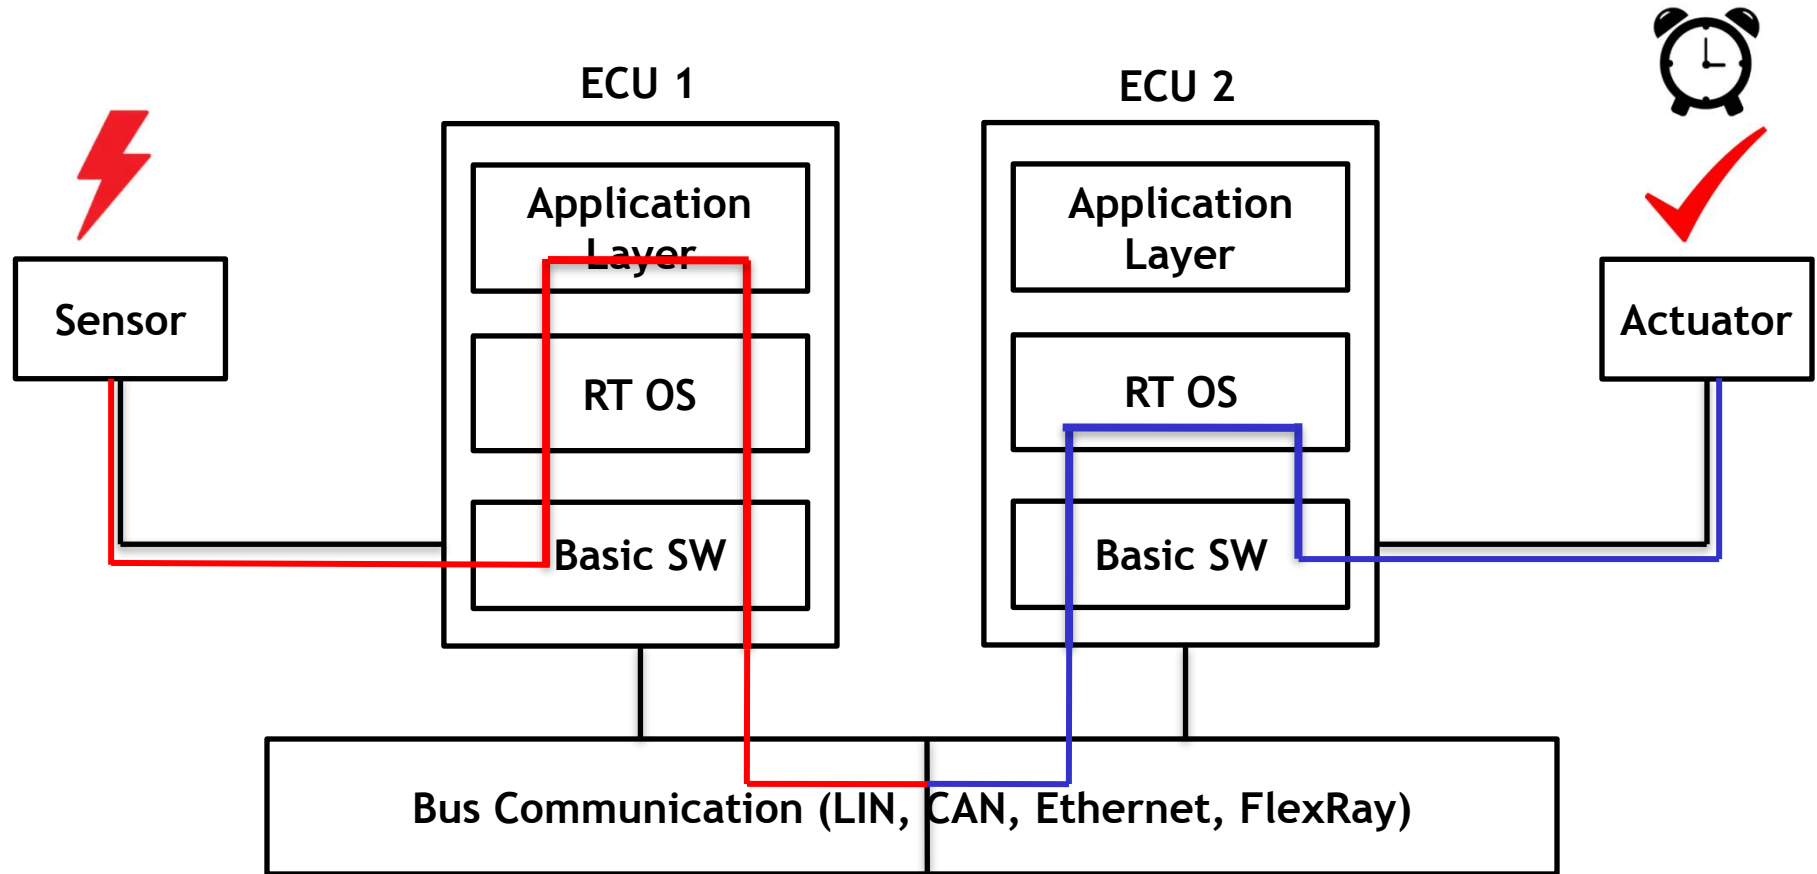 ECU 1
ECU 2
Sensor
Application
Layer
RT OS
Basic SW
Application
Layer
RT OS
Basic SW
Actuator
Bus Communication (LIN, CAN, Ethernet, FlexRay)